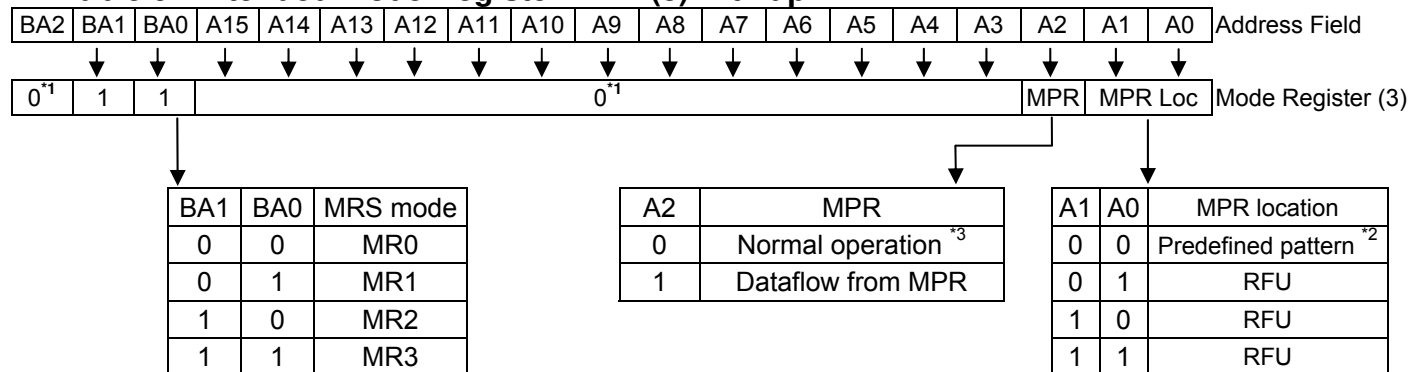 BA2 BA1 BA0 A15 A14 A13 A12 A11 A10 A9 A8 A7 A6 A5 A4 A3 A2 A1 A0 Address Field
0*1 1 1 0*1 MPR MPR Loc Mode Register (3)
BA1 BA0 MRS mode
0 0 MR0
0 1 MR1
1 0 MR2
1 1 MR3
A2 MPR
0 Normal operation *3
1 Dataflow from MPR
A1 A0 MPR location
0 0 Predefined pattern *2
0 1 RFU
1 0 RFU
1 1 RFU